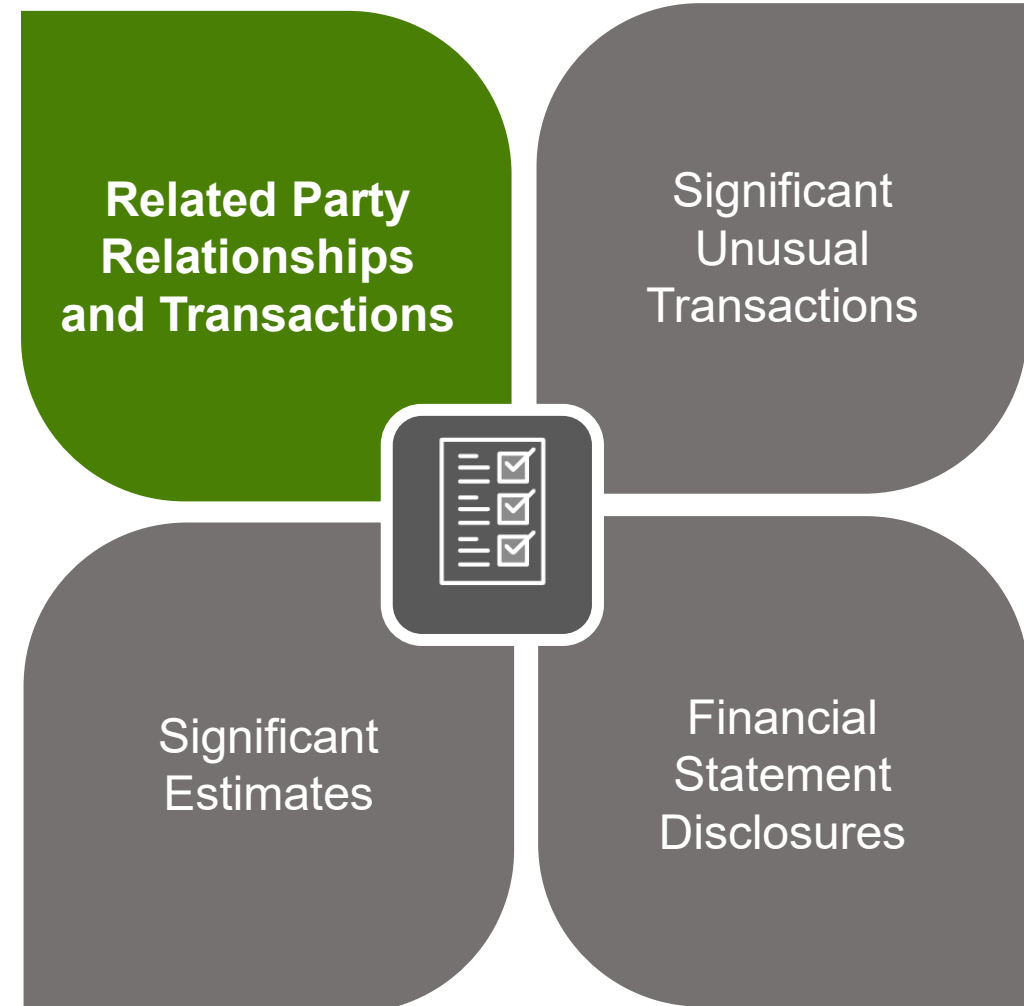 Related Party
Relationships
and Transactions
Significant
Unusual
Transactions
Significant
Estimates
Financial
Statement
Disclosures